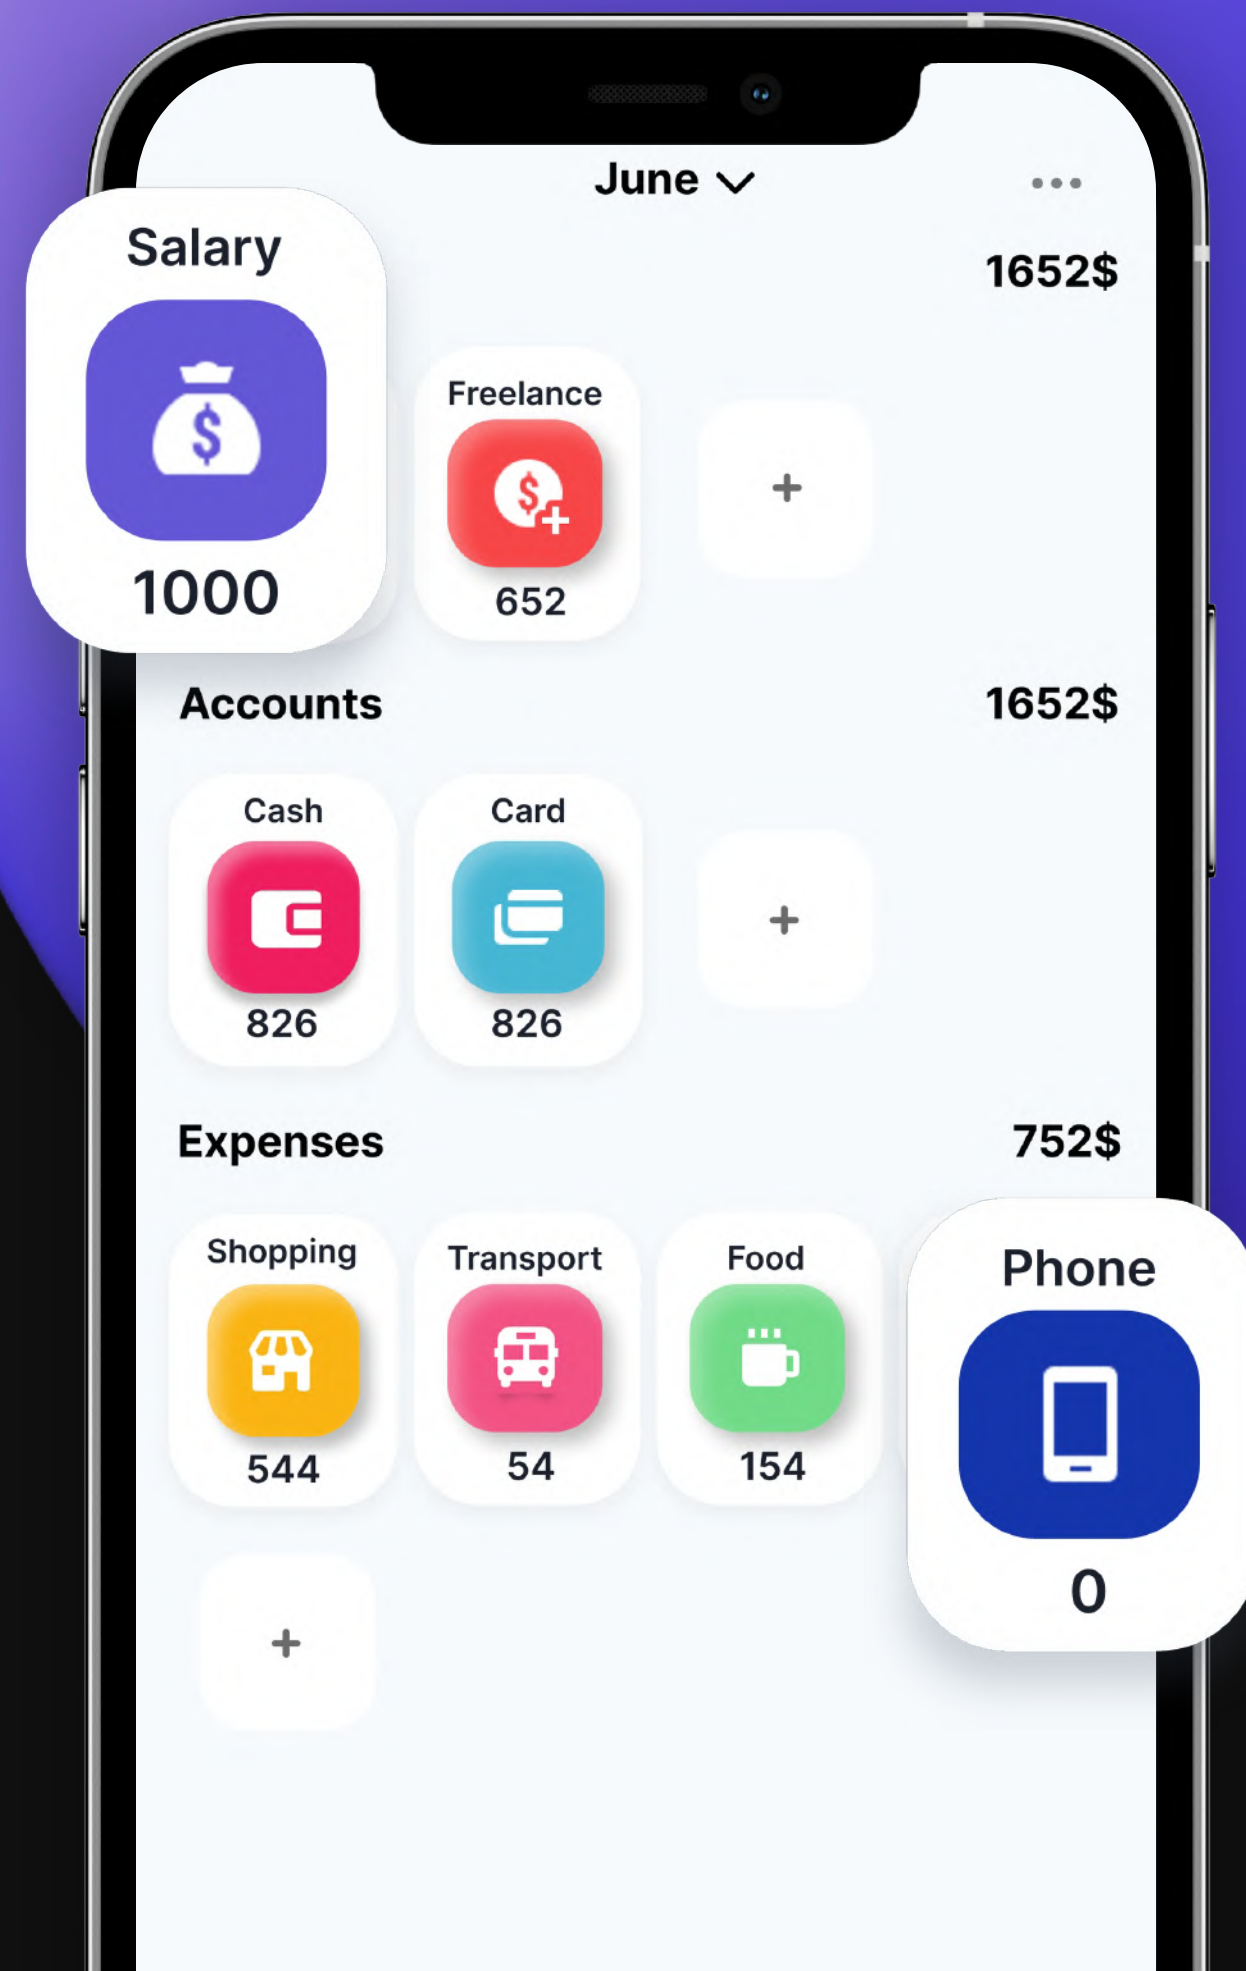 June
Salary
1652$
Freelance
1000
652
Accounts
1652$
Cash
Card
826
826
Expenses
752$
Shopping
Transport
Food
Phone
544
54
154
0